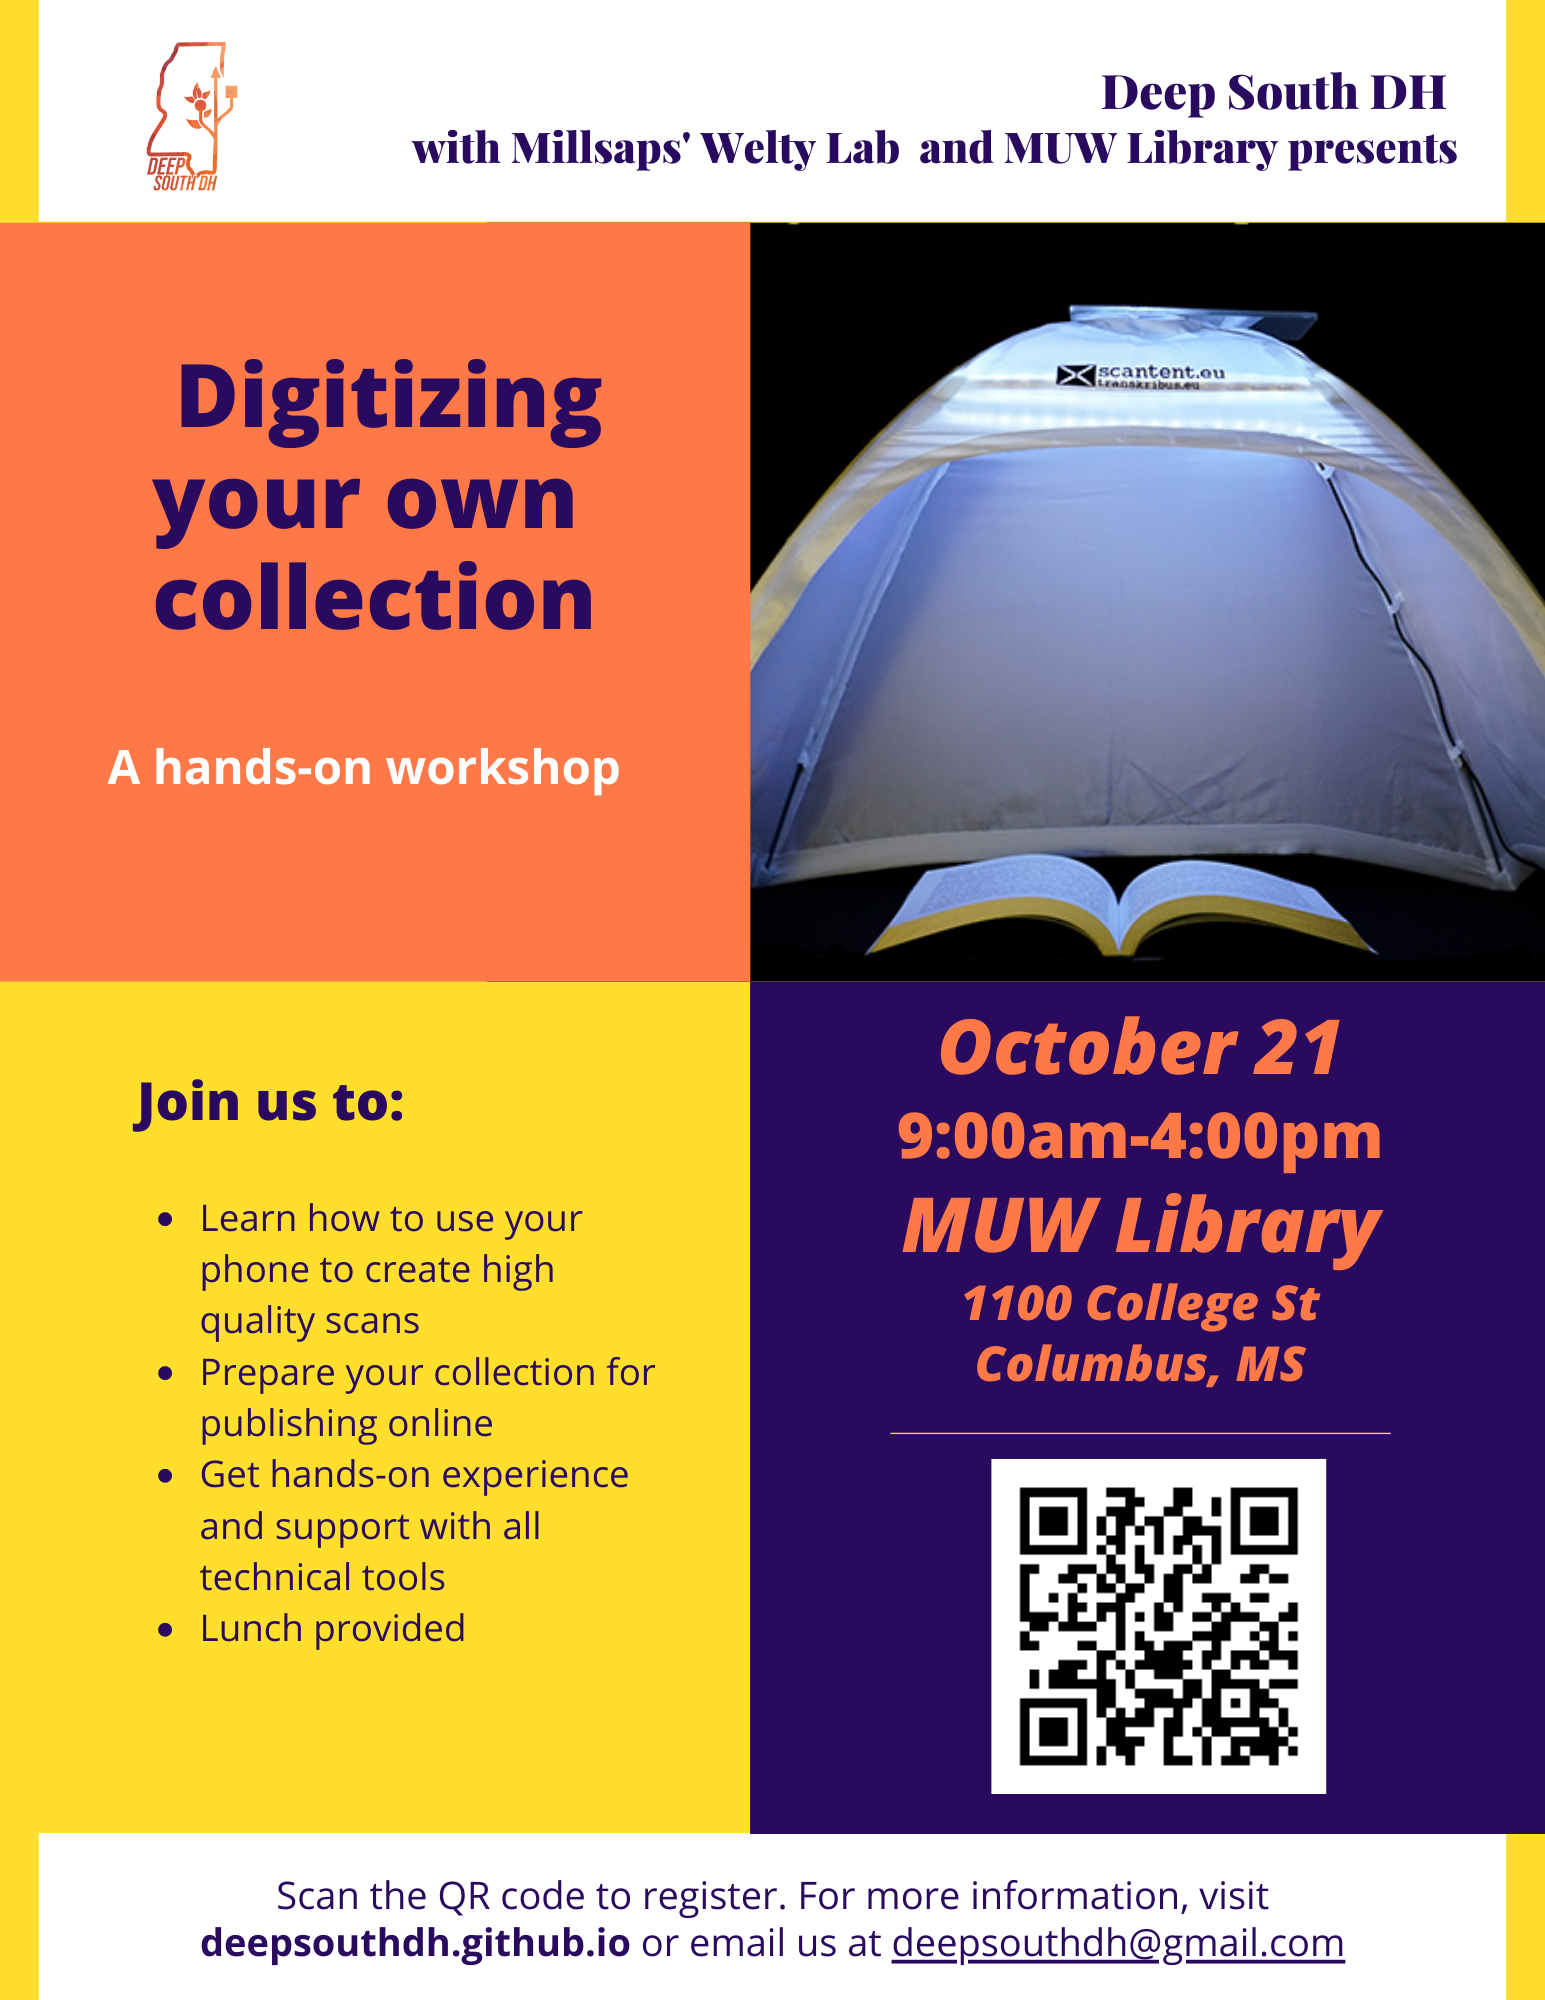 DEEP
SOUTH DH
Deep South DH
with Millsaps' Welty Lab and MUW Library presents
Digitizing
your own
collection
A hands-on workshop
scantent.eu
transkribus.eu
Join us to:
• Learn how to use your
phone to create high
quality scans
• Prepare your collection for
publishing online
• Get hands-on experience
and support with all
technical tools
• Lunch provided
October 21
9:00am-4:00pm
MUW Library
1100 College St
Columbus, MS
Scan the QR code to register. For more information, visit
deepsouthdh.github.io or email us at deepsouthdh@gmail.com